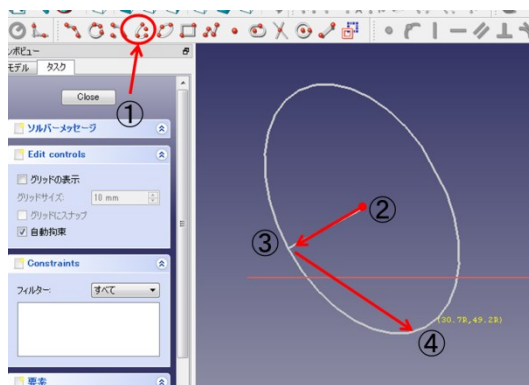 ンボビュー
モデル タスク
①
Close
ソルバーメッセージ
Edit controls
グリッドの表示
グリッドサイズ: 10 mm
グリッドにスナップ
自動拘束
Constraints
フィルター: すべて
要素
②
③
④
(30.7R,49.2R)